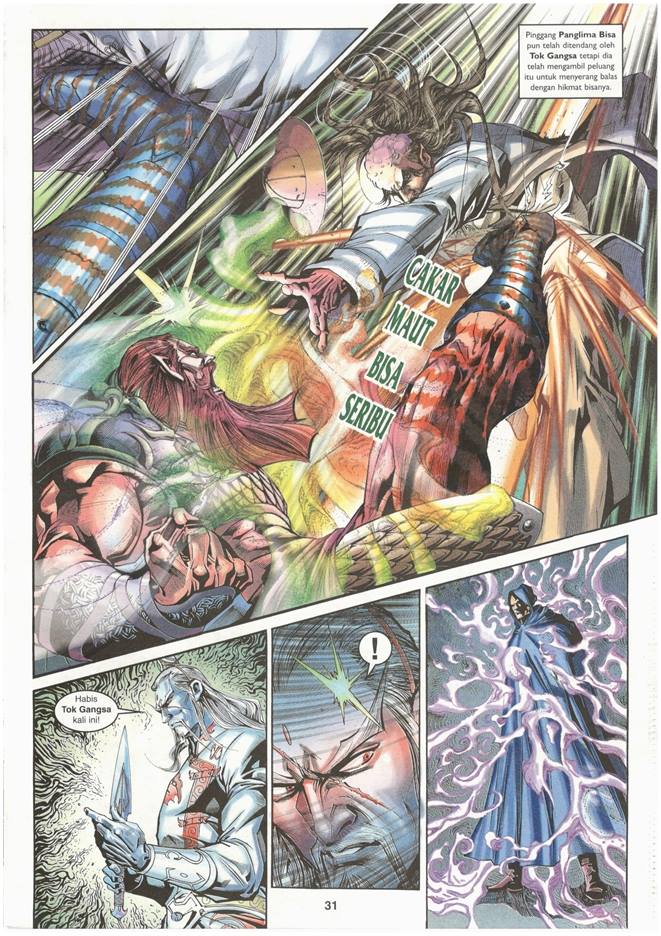 Pinggang Panglima Bisa
pun telah ditendang oleh
Tok Gangsa tetapi dia
telah mengambil peluang
itu untuk menyerang balas
dengan hikmat bisanya.
CAKAR
MAUT
BISA
SERIBU
Habis
Tok Gangsa
kali ini!
!
31